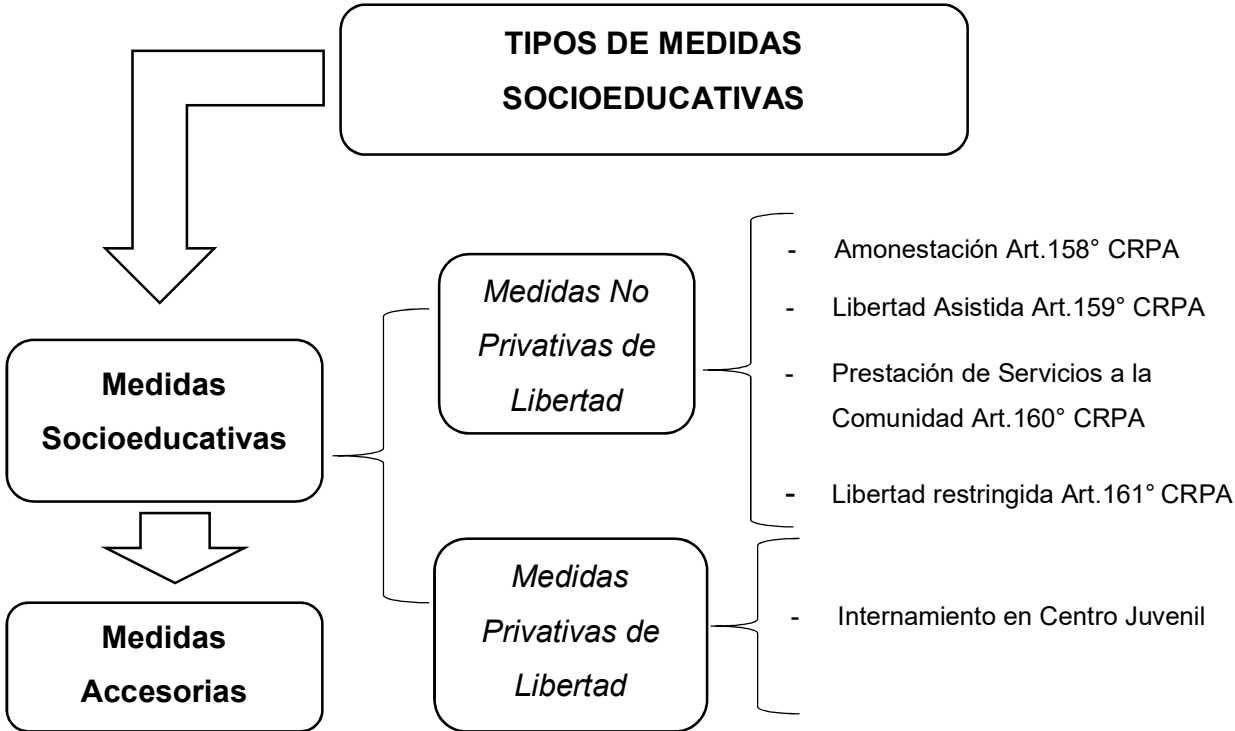 TIPOS DE MEDIDAS
SOCIOEDUCATIVAS
Medidas
Socioeducativas
Medidas
Accesorias
Medidas No
Privativas de
Libertad
- Amonestación Art.158° CRPA
- Libertad Asistida Art.159° CRPA
- Prestación de Servicios a la
Comunidad Art.160° CRPA
- Libertad restringida Art.161° CRPA
Medidas
Privativas de
Libertad
- Internamiento en Centro Juvenil